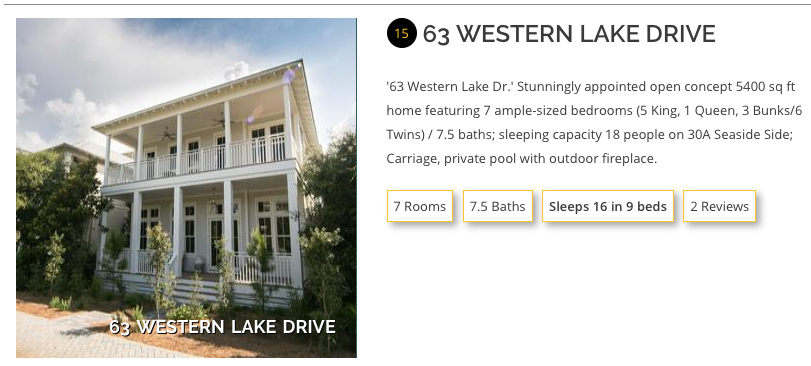 15 63 WESTERN LAKE DRIVE
'63 Western Lake Dr.' Stunningly appointed open concept 5400 sq ft
home featuring 7 ample-sized bedrooms (5 King, 1 Queen, 3 Bunks/6
Twins) / 7.5 baths; sleeping capacity 18 people on 30A Seaside Side;
Carriage, private pool with outdoor fireplace.
7 Rooms 7.5 Baths Sleeps 16 in 9 beds 2 Reviews
63 WESTERN LAKE DRIVE